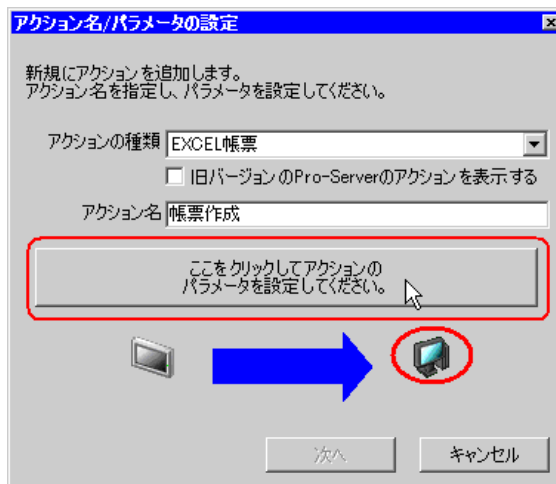 アクション名/パラメータの設定
新規にアクションを追加します。
アクション名を指定し、パラメータを設定してください。
アクションの種類 EXCEL帳票
旧バージョンのPro-Serverのアクションを表示する
アクション名 帳票作成
ここをクリックしてアクションの
パラメータを設定してください。
次へ キャンセル